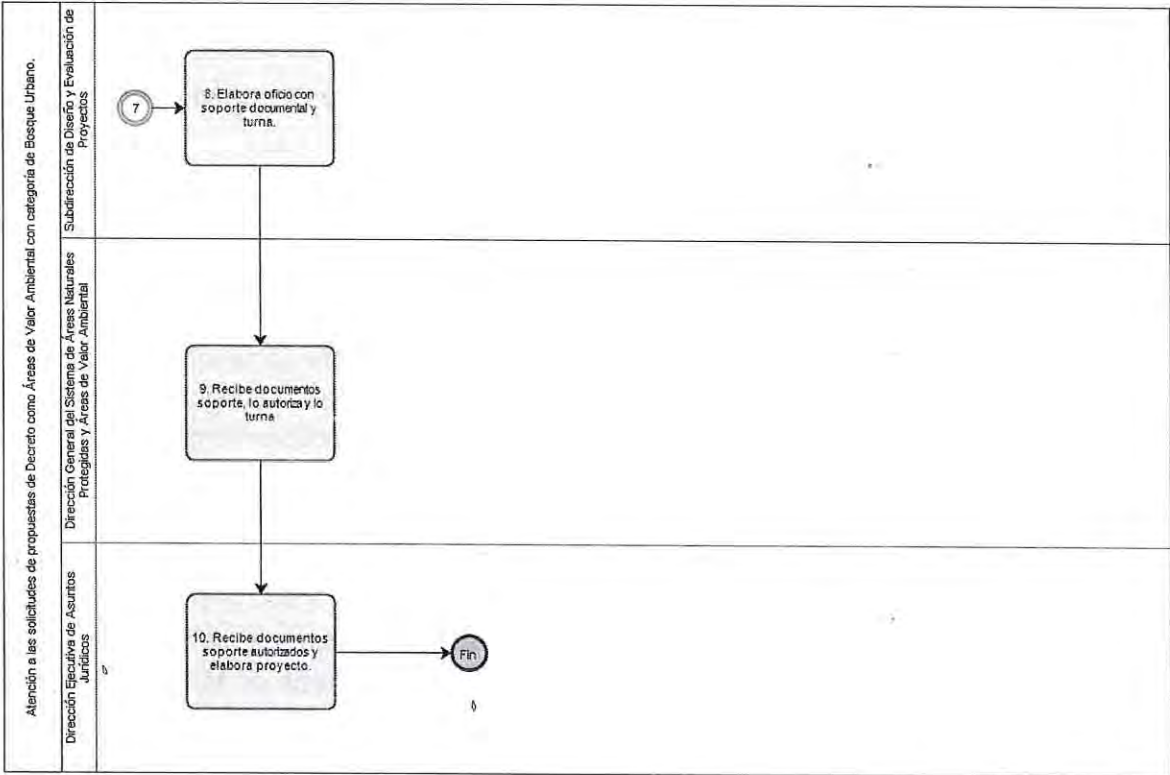 Atención a las solicitudes de propuestas de Decreto como Áreas de Valor Ambiental con categoría de Bosque Urbano.
Subdirección de Diseño y Evaluación de
Proyectos
7
8. Elabora oficio con
soporte documental y
turna.
Dirección General del Sistema de Áreas Naturales
Protegidas y Áreas de Valor Ambiental
9. Recibe documentos
soporte, lo autoriza y lo
turna
Dirección Ejecutiva de Asuntos
Jurídicos
10. Recibe documentos
soporte autorizados y
elabora proyecto.
Fin